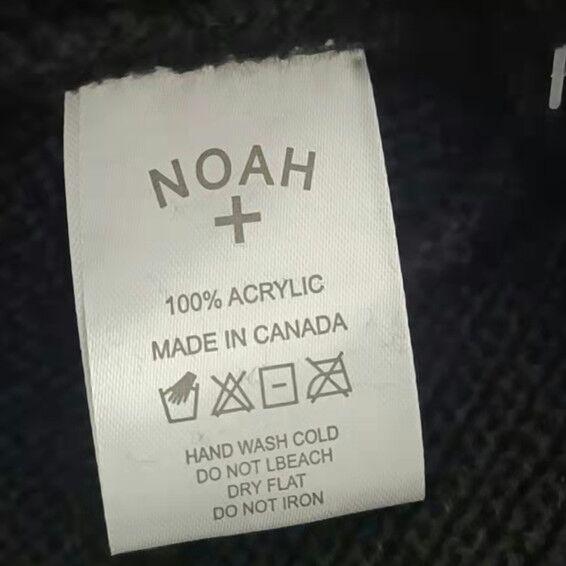 NOAH
+
100% ACRYLIC
MADE IN CANADA
HAND WASH COLD
DO NOT LBEACH
DRY FLAT
DO NOT IRON